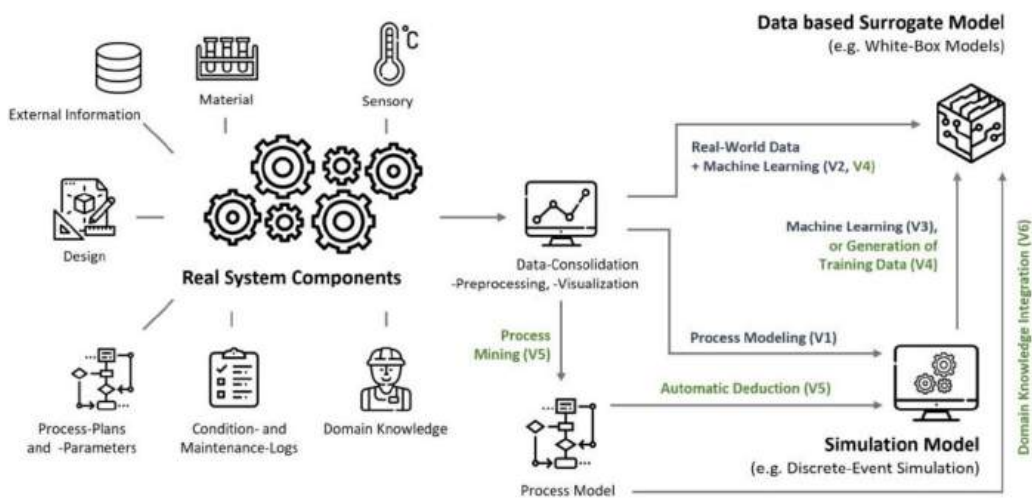 Data based Surrogate Model
(e.g. White-Box Models)
°C
External Information
Material
Sensory
Real-World Data
+ Machine Learning (V2, V4)
Design
Real System Components
Data-Consolidation
-Preprocessing, -Visualization
Machine Learning (V3),
or Generation of
Training Data (V4)
Domain Knowledge Integration (V6)
Process
Mining (V5)
Process Modeling (V1)
Automatic Deduction (V5)
Process-Plans
and -Parameters
Condition- and
Maintenance-Logs
Domain Knowledge
Process Model
Simulation Model
(e.g. Discrete-Event Simulation)